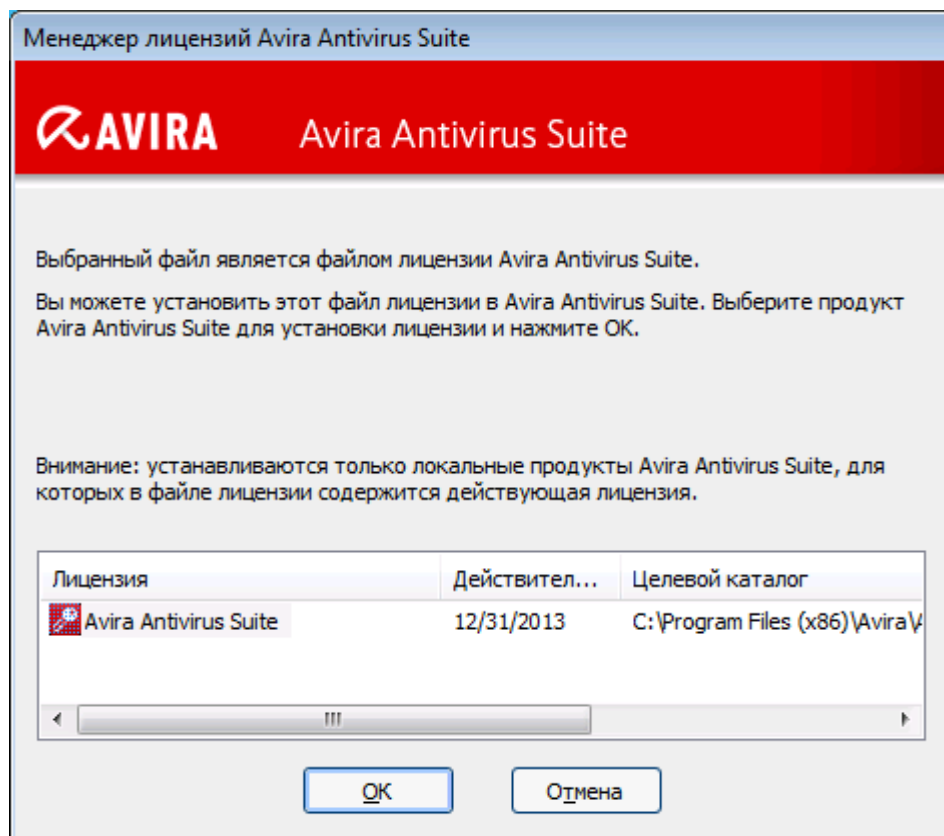 Менеджер лицензий Avira Antivirus Suite
AVIRA Avira Antivirus Suite
Выбранный файл является файлом лицензии Avira Antivirus Suite.
Вы можете установить этот файл лицензии в Avira Antivirus Suite. Выберите продукт
Avira Antivirus Suite для установки лицензии и нажмите ОК.
Внимание: устанавливаются только локальные продукты Avira Antivirus Suite, для
которых в файле лицензии содержится действующая лицензия.
Лицензия Действител... Целевой каталог
Avira Antivirus Suite 12/31/2013 C:\Program Files (x86)\Avira\A
OK Отмена